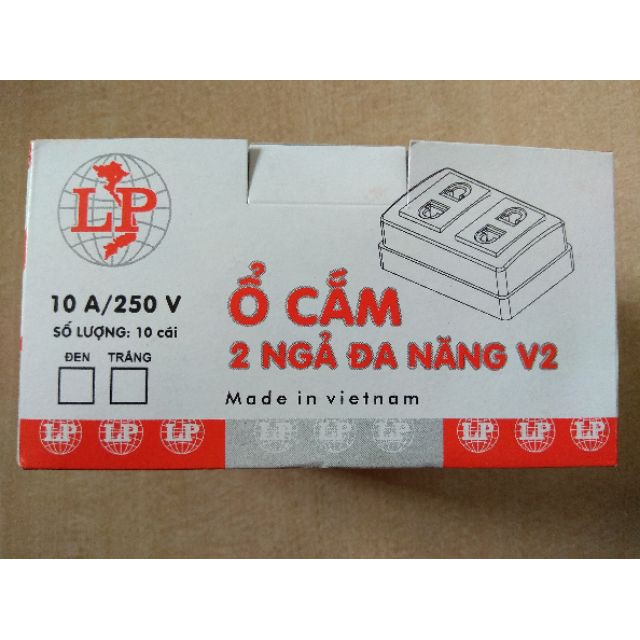 LP
10 A/250 V
SỐ LƯỢNG: 10 cái
ĐEN TRẮNG
Ổ CẮM
2 NGẢ ĐA NĂNG V2
Made in vietnam
LP LP LP LP LP LP LP LP LP